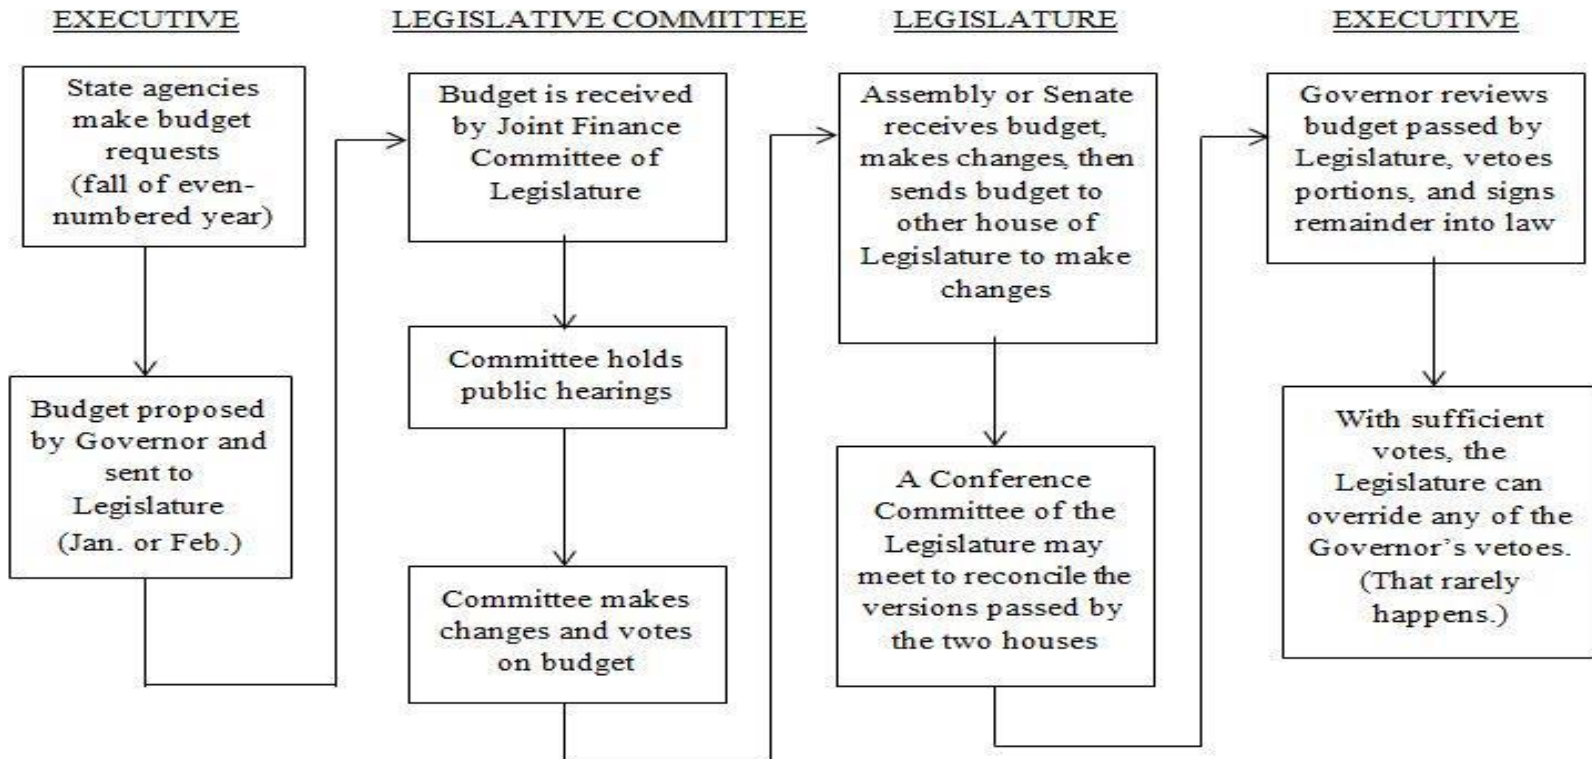 EXECUTIVE
State agencies
make budget
requests
(fall of even-
numbered year)
Budget proposed
by Governor and
sent to
Legislature
(Jan. or Feb.)
LEGISLATIVE COMMITTEE
Budget is received
by Joint Finance
Committee of
Legislature
Committee holds
public hearings
Committee makes
changes and votes
on budget
LEGISLATURE
Assembly or Senate
receives budget,
makes changes, then
sends budget to
other house of
Legislature to make
changes
A Conference
Committee of the
Legislature may
meet to reconcile the
versions passed by
the two houses
EXECUTIVE
Governor reviews
budget passed by
Legislature, vetoes
portions, and signs
remainder into law
With sufficient
votes, the
Legislature can
override any of the
Governor's vetoes.
(That rarely
happens.)